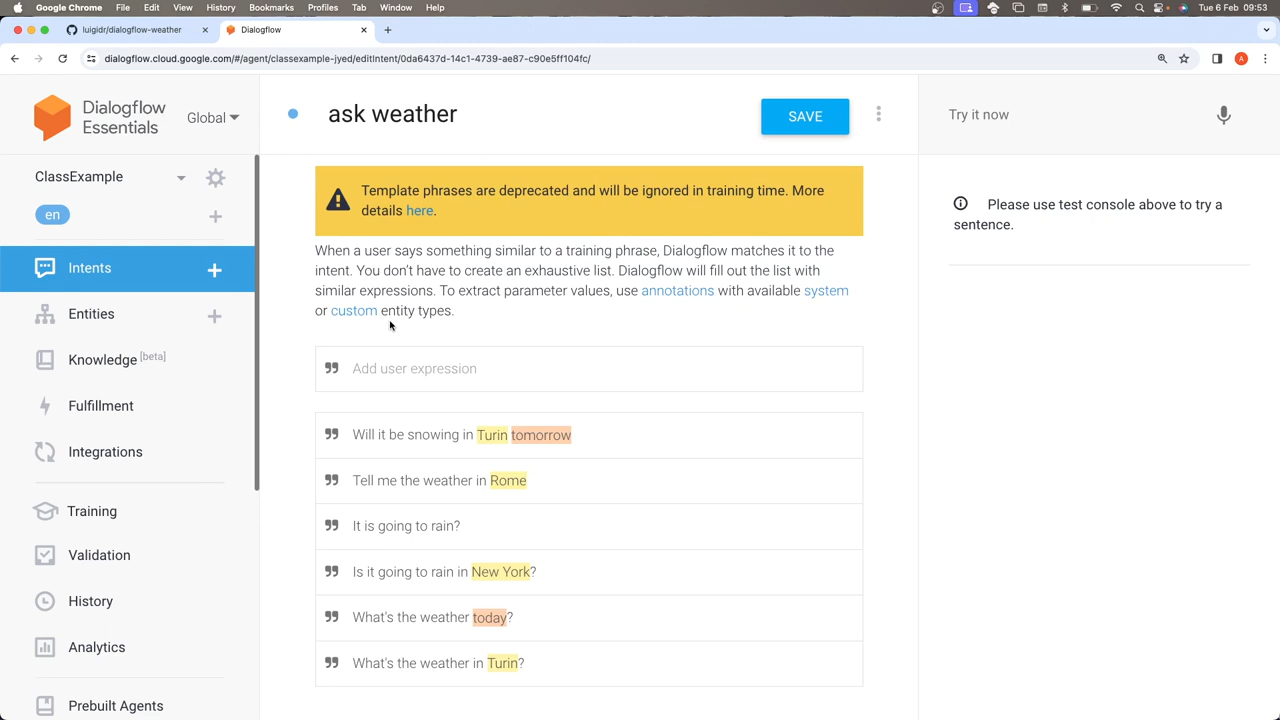 Google Chrome File Edit View History Bookmarks Profiles Tab Window Help Tue 6 Feb 09:53
luigidr/dialogflow-weather Dialogflow
dialogflow.cloud.google.com/#/agent/classexample-jyed/editIntent/0da6437d-14c1-4739-ae87-c90e5ff104fc/ A
Dialogflow
Essentials
Global
ask weather
SAVE
Try it now
ClassExample
en
Intents
Entities
Knowledge [beta]
Fulfillment
Integrations
Training
Validation
History
Analytics
Prebuilt Agents
Template phrases are deprecated and will be ignored in training time. More
details here.
When a user says something similar to a training phrase, Dialogflow matches it to the
intent. You don't have to create an exhaustive list. Dialogflow will fill out the list with
similar expressions. To extract parameter values, use annotations with available system
or custom entity types.
Add user expression
Will it be snowing in Turin tomorrow
Tell me the weather in Rome
It is going to rain?
Is it going to rain in New York?
What's the weather today?
What's the weather in Turin?
Please use test console above to try a
sentence.